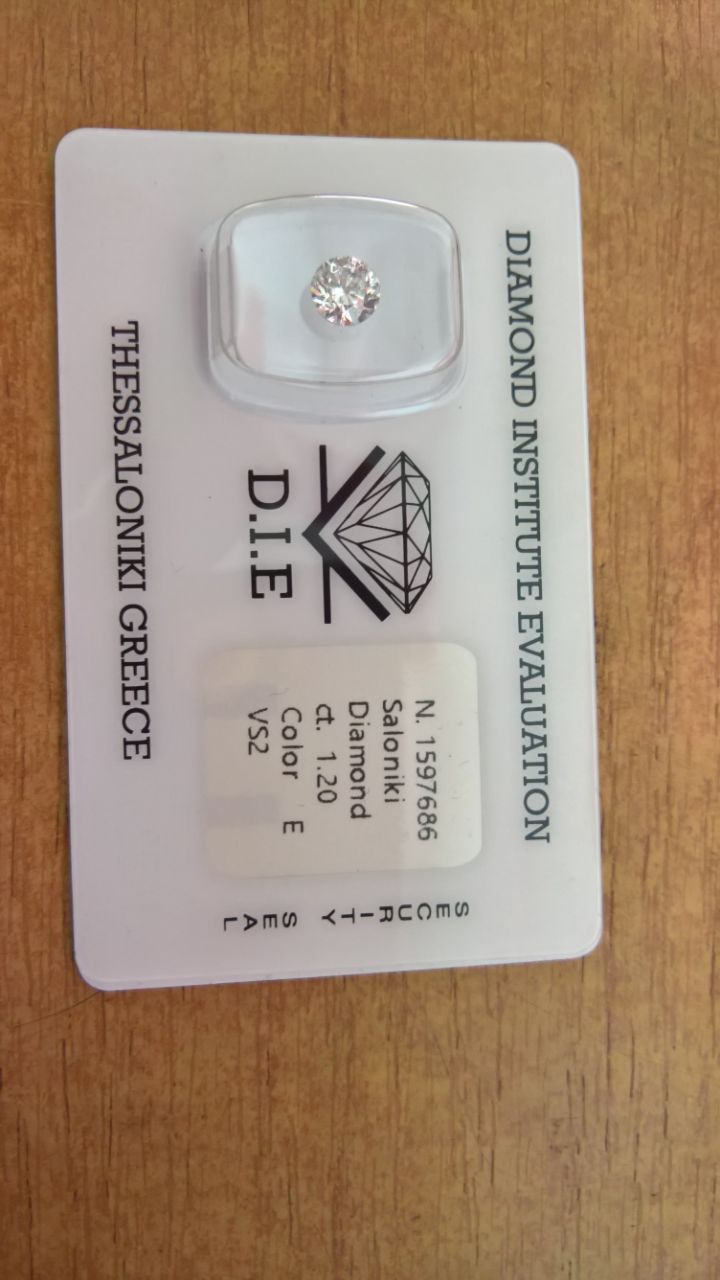 DIAMOND INSTITUTE EVALUATION
D.I.E
N. 1597686
Saloniki
Diamond
ct. 1.20
Color E
VS2
SECURITY SEAL
THESSALONIKI GREECE